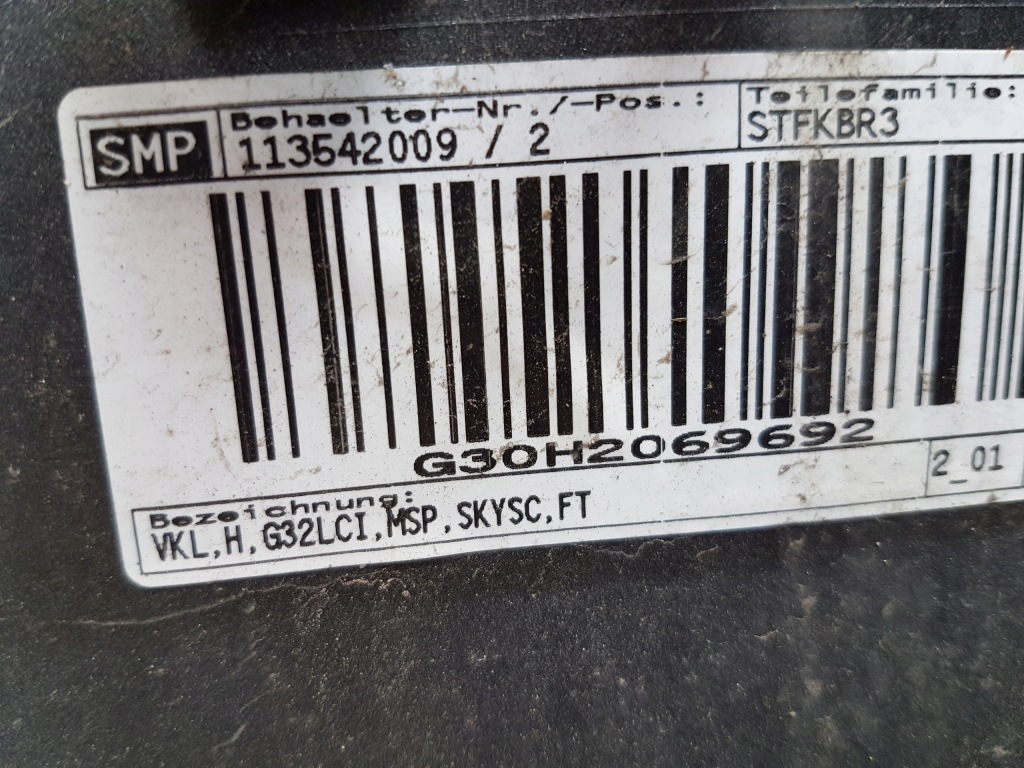 SMP
Behaelter-Nr./-Pos.:
113542009 / 2
Teilefamilie:
STFKBR3
G30H2069692
2_01
Bezeichnung:
VKL,H,G32LCI,MSP,SKYSC,FT